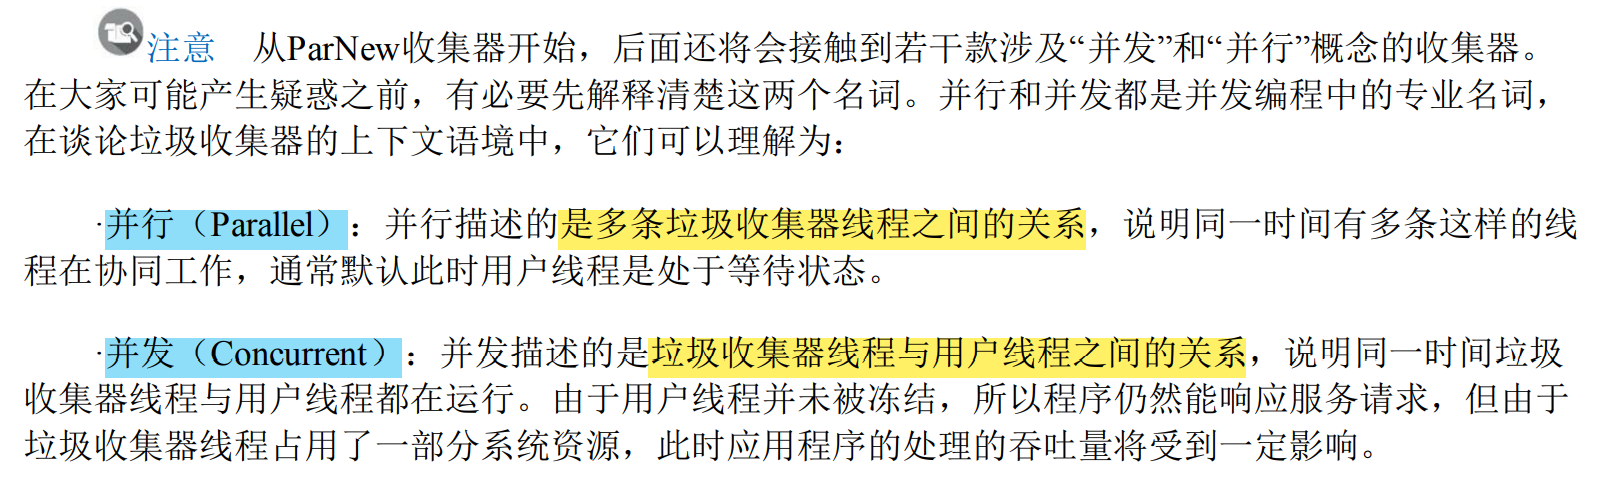 注意 从ParNew收集器开始，后面还将会接触到若干款涉及“并发”和“并行”概念的收集器。
在大家可能产生疑惑之前，有必要先解释清楚这两个名词。并行和并发都是并发编程中的专业名词，
在谈论垃圾收集器的上下文语境中，它们可以理解为：
·并行（Parallel）：并行描述的是多条垃圾收集器线程之间的关系，说明同一时间有多条这样的线
程在协同工作，通常默认此时用户线程是处于等待状态。
·并发（Concurrent）：并发描述的是垃圾收集器线程与用户线程之间的关系，说明同一时间垃圾
收集器线程与用户线程都在运行。由于用户线程并未被冻结，所以程序仍然能响应服务请求，但由于
垃圾收集器线程占用了一部分系统资源，此时应用程序的处理的吞吐量将受到一定影响。